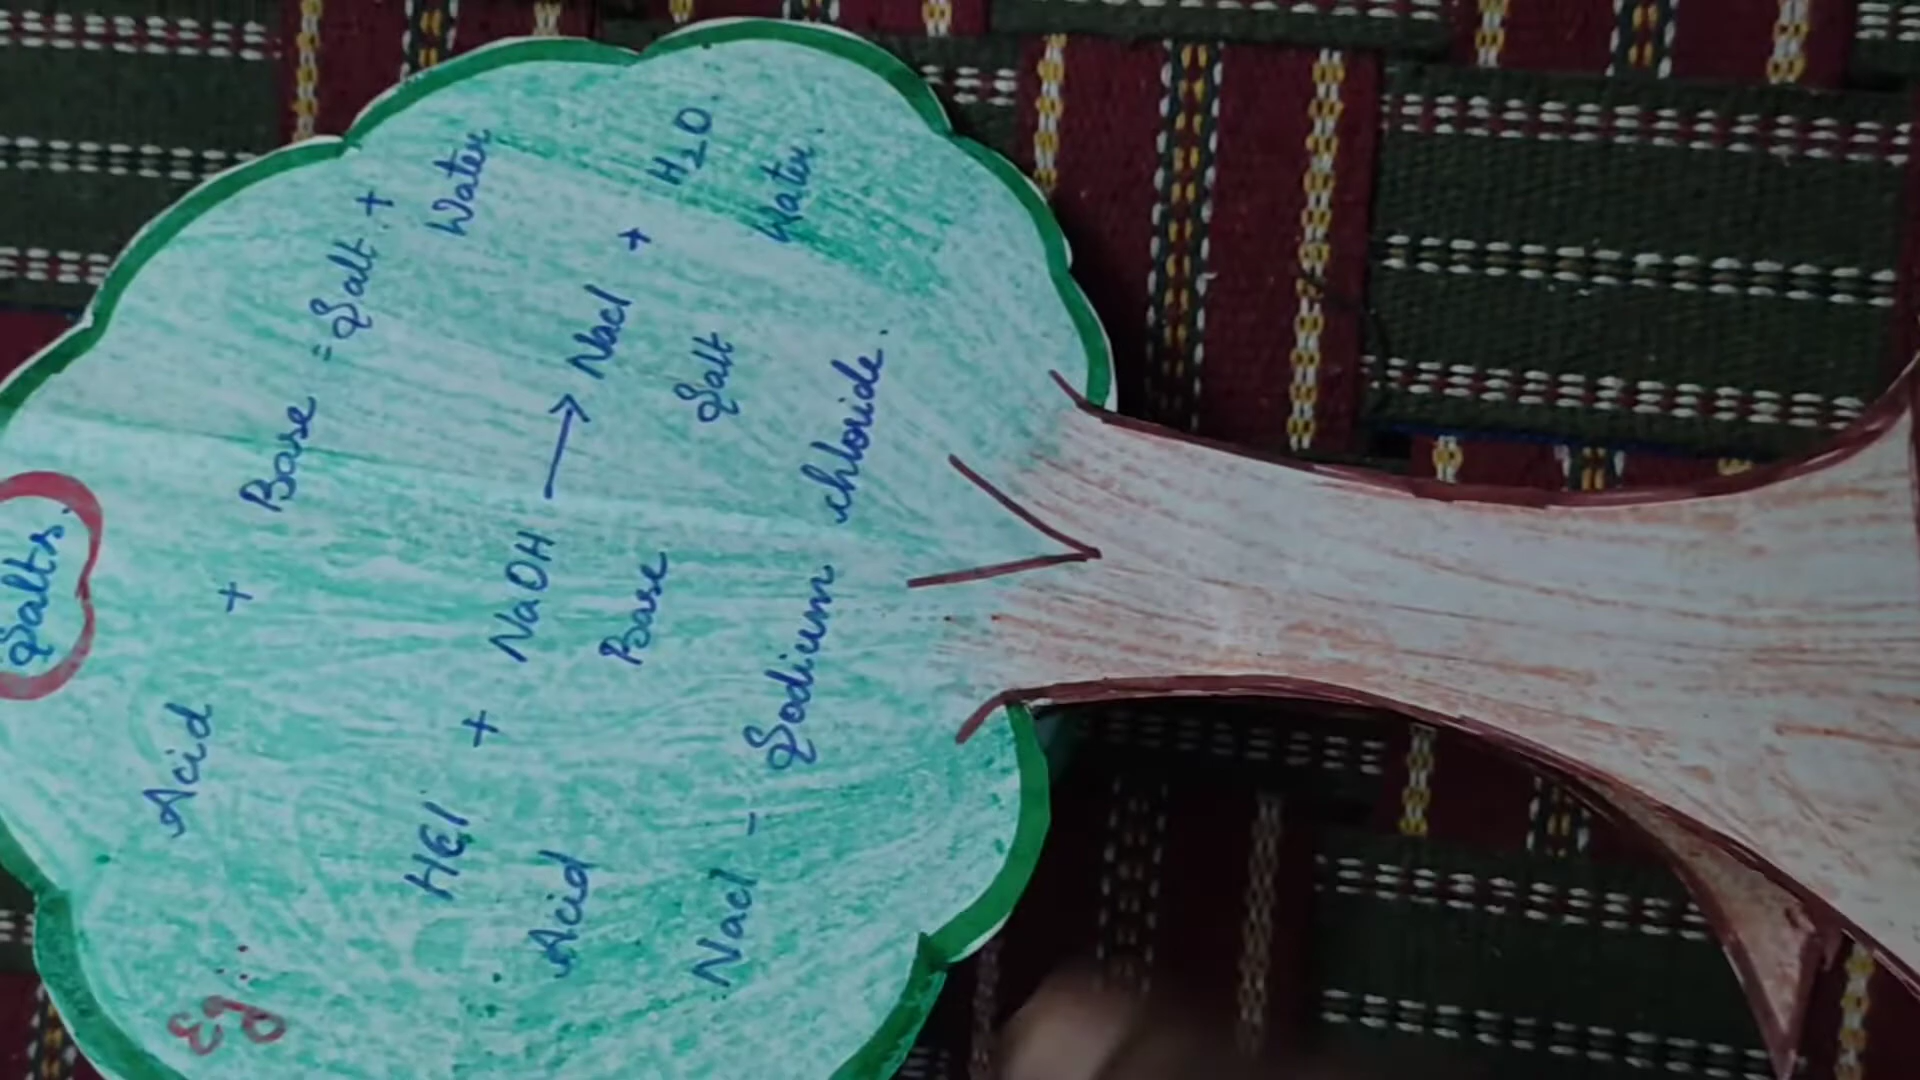 Salts.
Acid + Base = Salt +
Water
Eg:
HCl + NaOH → Nacl + H₂O.
Acid Base Salt Water.
Nacl - Sodium chloride.